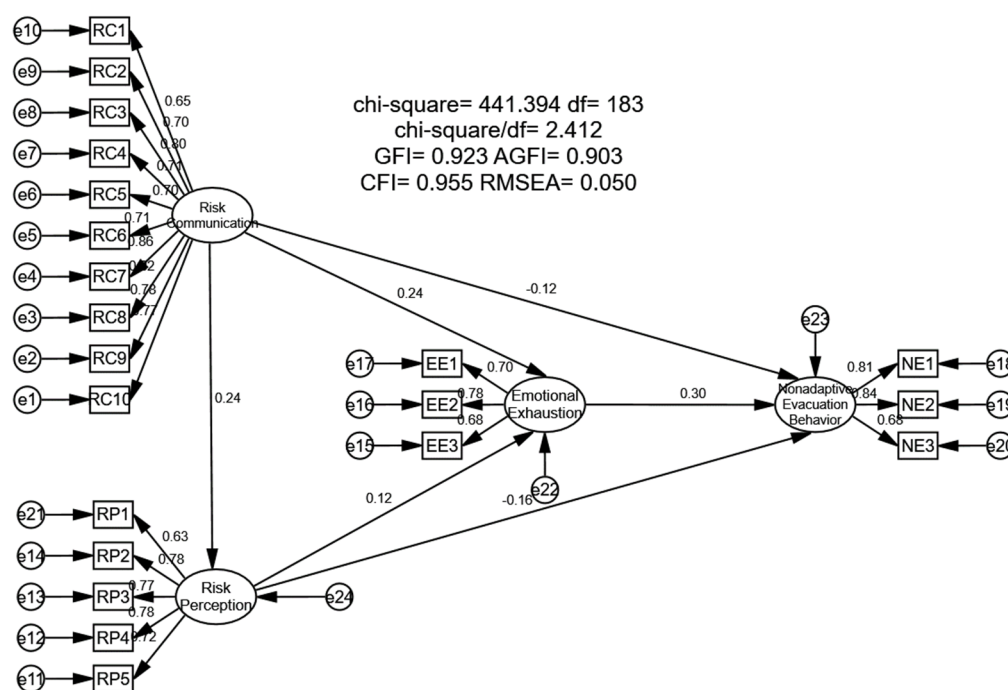 e10 RC1
e9 RC2
e8 RC3
e7 RC4
e6 RC5
e5 RC6
e4 RC7
e3 RC8
e2 RC9
e1 RC10
0.65
0.70
0.80
0.71
0.70
0.71
0.86
0.78
0.77
Risk
Communication
chi-square= 441.394 df= 183
chi-square/df= 2.412
GFI= 0.923 AGFI= 0.903
CFI= 0.955 RMSEA= 0.050
0.24
-0.12
0.24
e17 EE1 0.70
e16 EE2 0.78
e15 EE3 0.68
Emotional
Exhaustion
e22
0.30
e23
Nonadaptive
Evacuation
Behavior
0.81 NE1
0.84 NE2 e19
0.68 NE3
0.12
-0.16
e21 RP1 0.63
e14 RP2 0.78
e13 RP3 0.77
e12 RP4 0.78
e11 RP5 0.72
Risk
Perception
e24